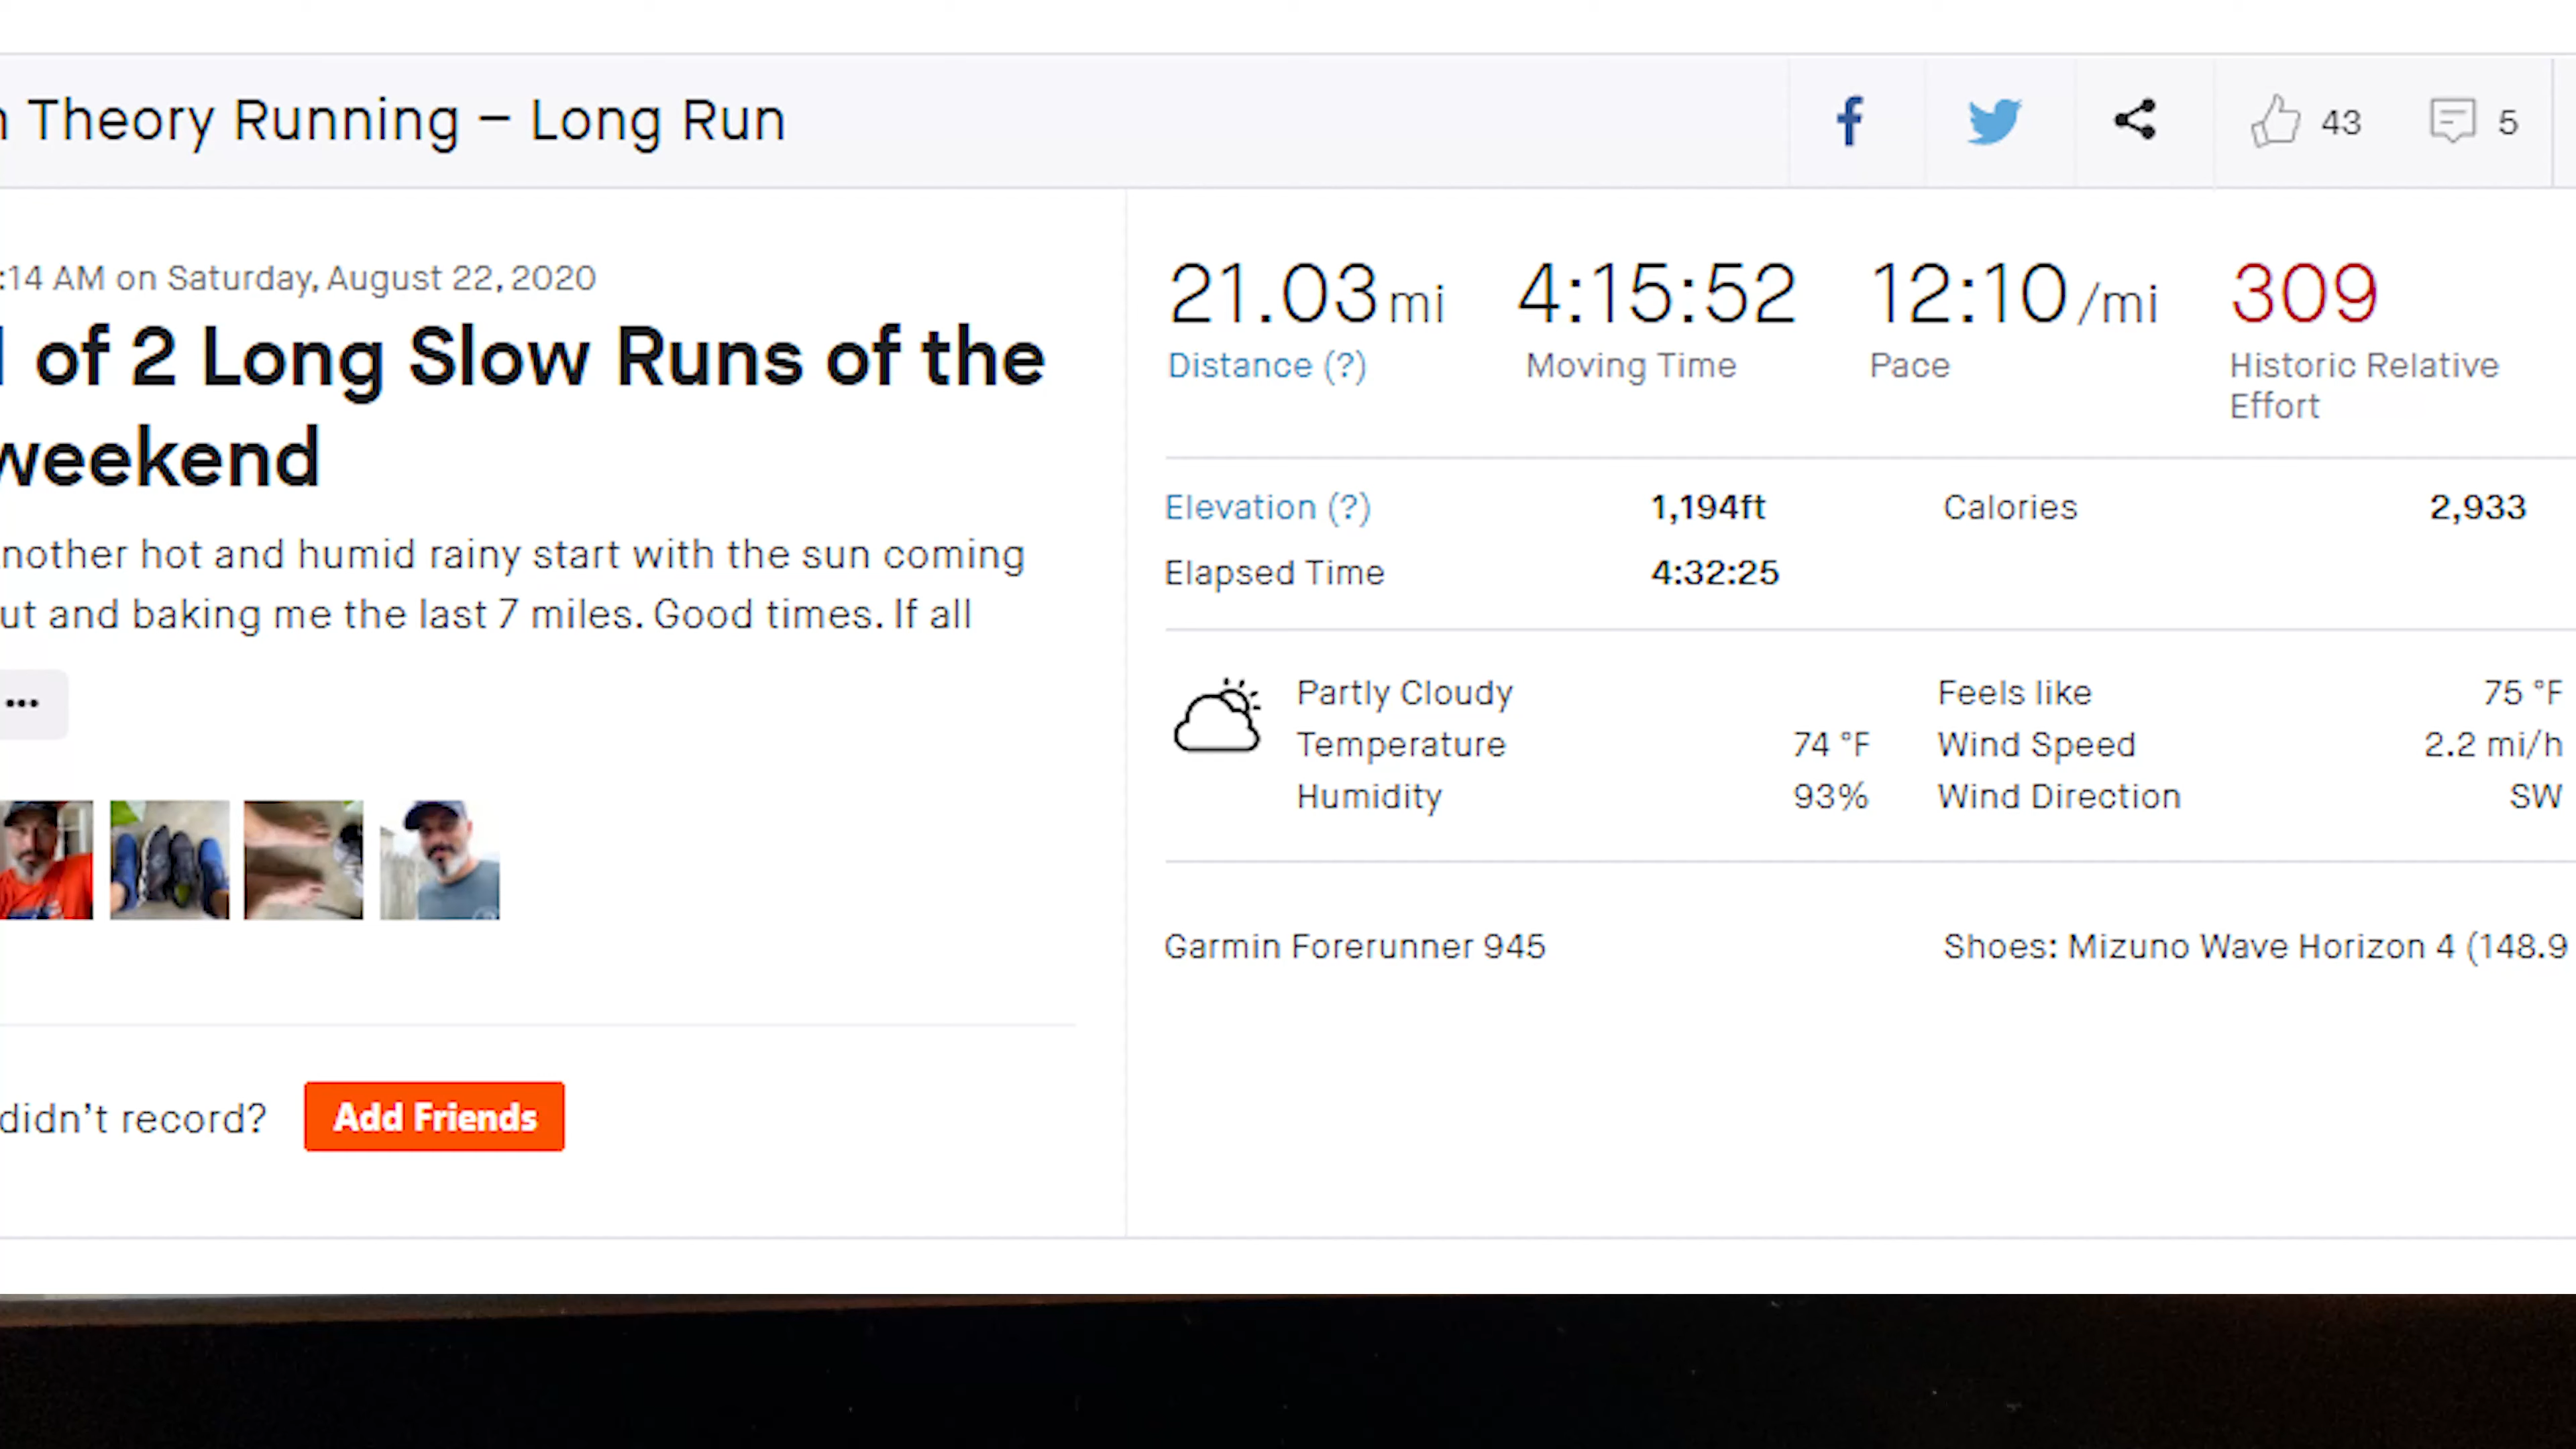 Theory Running – Long Run
43
5
:14 AM on Saturday, August 22, 2020
1 of 2 Long Slow Runs of the
weekend
nother hot and humid rainy start with the sun coming
ut and baking me the last 7 miles. Good times. If all
...
didn't record?
Add Friends
21.03 mi
Distance (?)
4:15:52
Moving Time
12:10 /mi
Pace
309
Historic Relative
Effort
Elevation (?) 1,194ft
Calories 2,933
Elapsed Time 4:32:25
Partly Cloudy
Temperature 74 °F
Humidity 93%
Feels like 75 °F
Wind Speed 2.2 mi/h
Wind Direction SW
Garmin Forerunner 945
Shoes: Mizuno Wave Horizon 4 (148.9